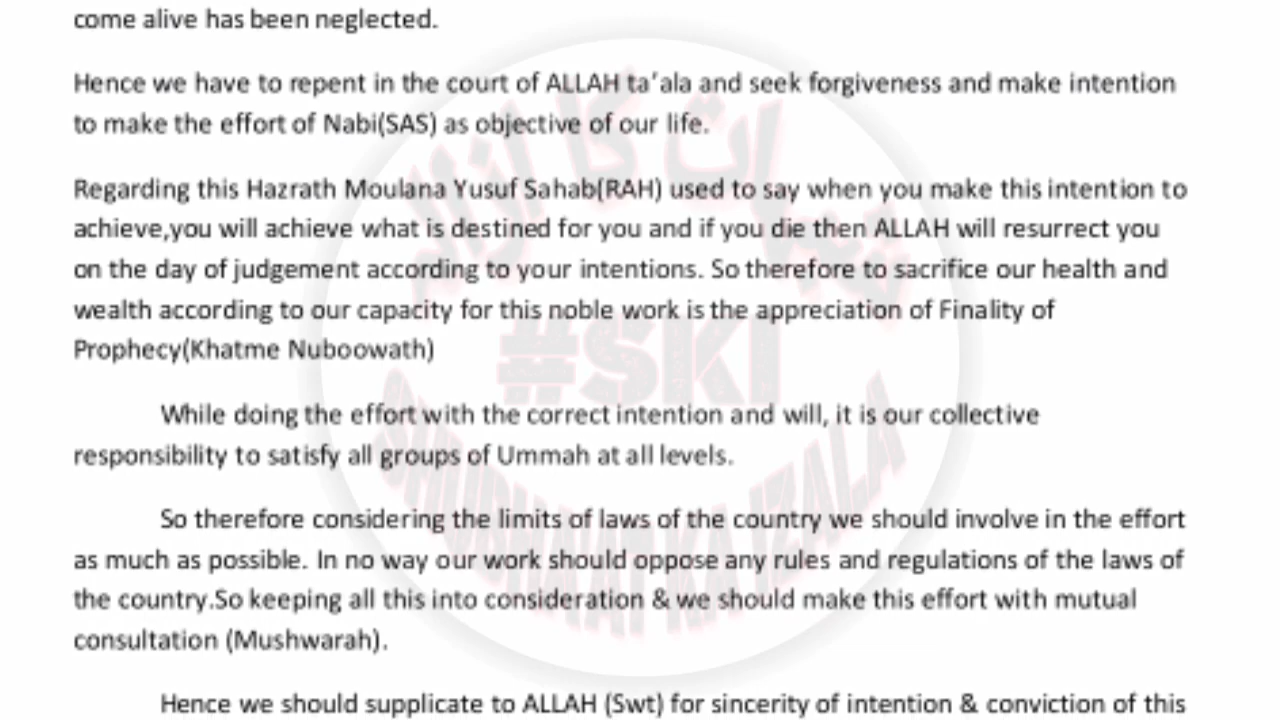 come alive has been neglected.
Hence we have to repent in the court of ALLAH ta’ala and seek forgiveness and make intention
to make the effort of Nabi(SAS) as objective of our life.
Regarding this Hazrath Moulana Yusuf Sahab(RAH) used to say when you make this intention to
achieve,you will achieve what is destined for you and if you die then ALLAH will resurrect you
on the day of judgement according to your intentions. So therefore to sacrifice our health and
wealth according to our capacity for this noble work is the appreciation of Finality of
Prophecy(Khatme Nuboowath)
While doing the effort with the correct intention and will, it is our collective
responsibility to satisfy all groups of Ummah at all levels.
So therefore considering the limits of laws of the country we should involve in the effort
as much as possible. In no way our work should oppose any rules and regulations of the laws of
the country.So keeping all this into consideration & we should make this effort with mutual
consultation (Mushwarah).
Hence we should supplicate to ALLAH (Swt) for sincerity of intention & conviction of this
شبہات کا ازالہ
#SKI
SHUBHAAT KA IZALA